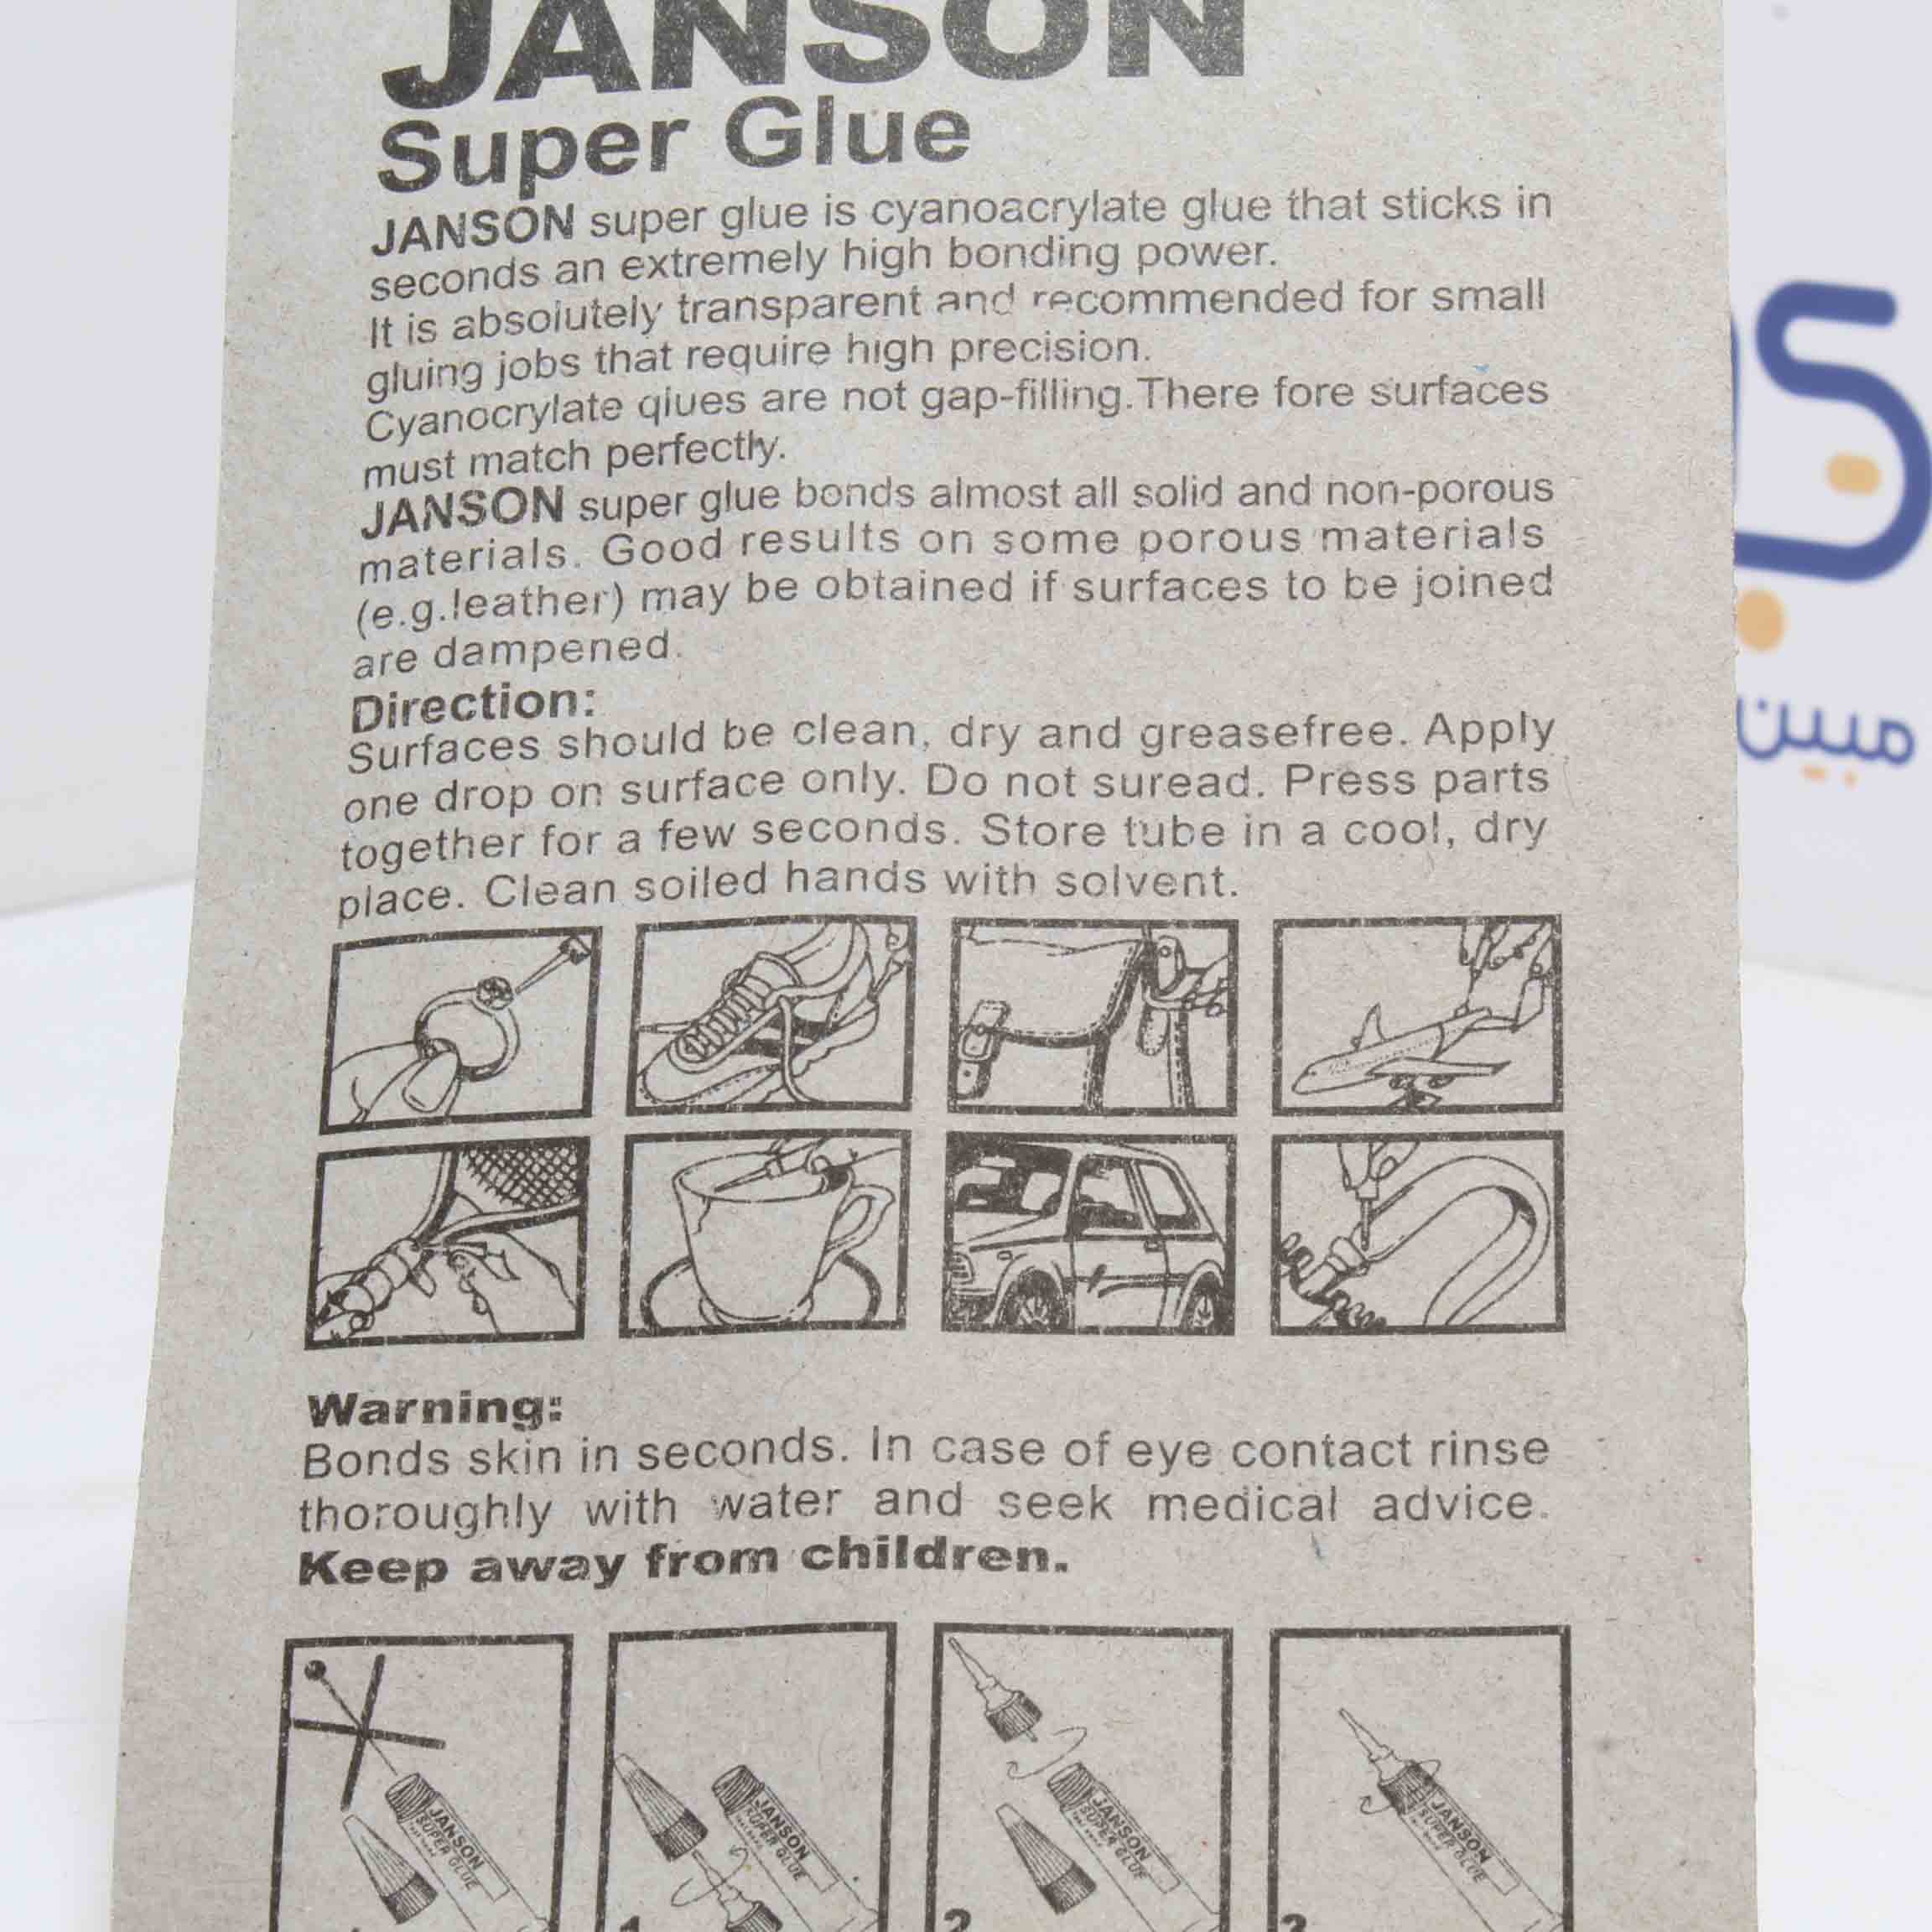 JANSON
Super Glue
JANSON super glue is cyanoacrylate glue that sticks in
seconds an extremely high bonding power.
It is absolutely transparent and recommended for small
gluing jobs that require high precision.
Cyanocrylate qlues are not gap-filling.There fore surfaces
must match perfectly.
JANSON super glue bonds almost all solid and non-porous
materials. Good results on some porous materials
(e.g.leather) may be obtained if surfaces to be joined
are dampened.
Direction:
Surfaces should be clean, dry and greasefree. Apply
one drop on surface only. Do not suread. Press parts
together for a few seconds. Store tube in a cool, dry
place. Clean soiled hands with solvent.
Warning:
Bonds skin in seconds. In case of eye contact rinse
thoroughly with water and seek medical advice.
Keep away from children.
JANSON
SUPER GLUE
JANSON
SUPER GLUE
JANSON
SUPER GLUE
JANSON
SUPER GLUE
1
2
3
مبین